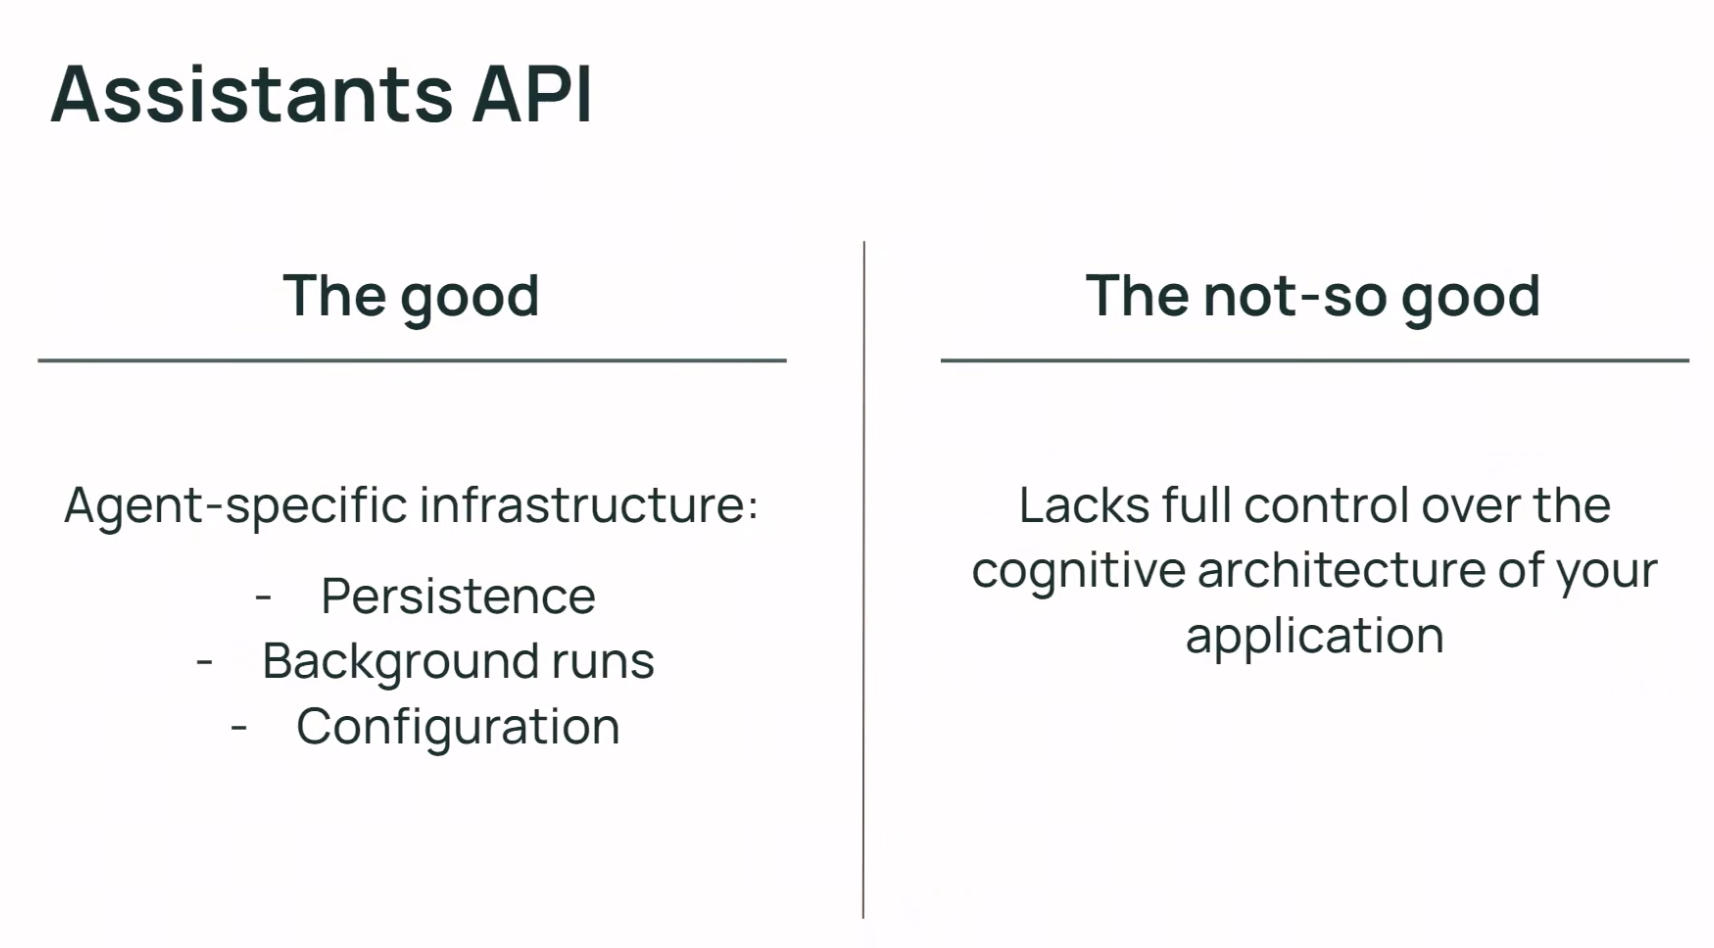 Assistants API
The good
Agent-specific infrastructure:
- Persistence
- Background runs
- Configuration
The not-so good
Lacks full control over the
cognitive architecture of your
application